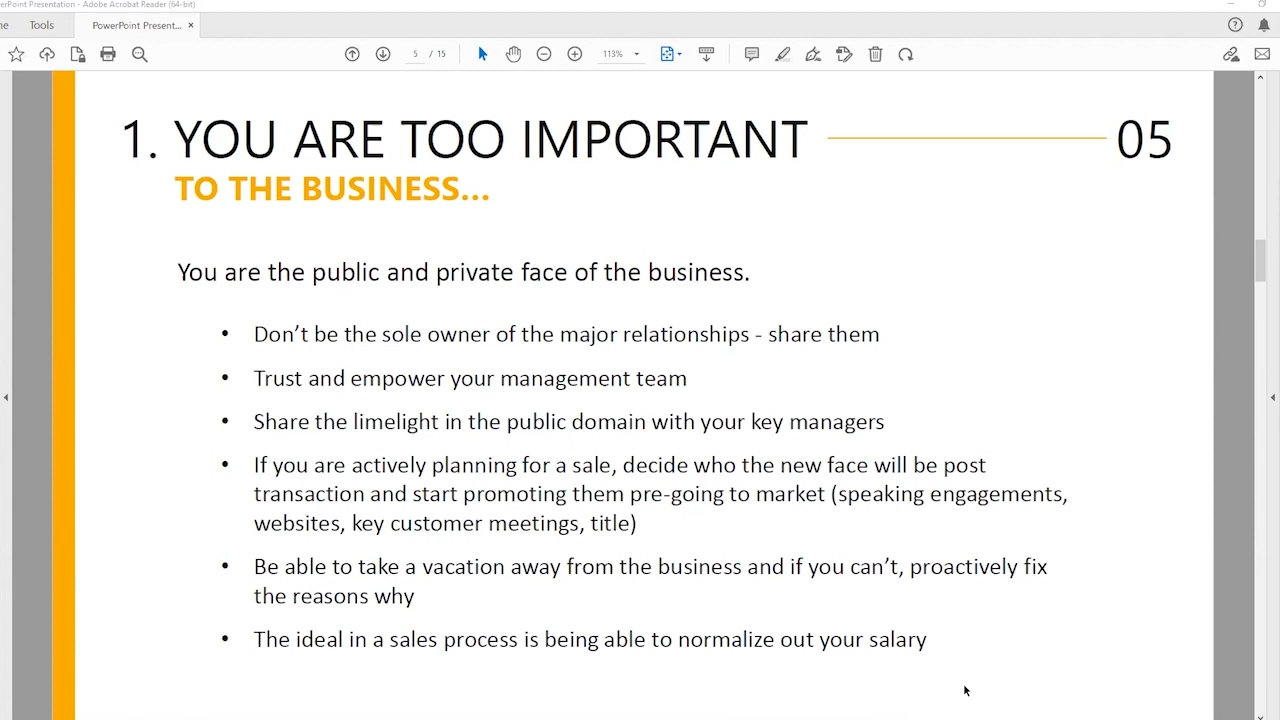 erPoint Presentation - Adobe Acrobat Reader (64-bit)
me Tools PowerPoint Present... ×
5 / 15 113%
1. YOU ARE TOO IMPORTANT 05
TO THE BUSINESS...
You are the public and private face of the business.
• Don’t be the sole owner of the major relationships - share them
• Trust and empower your management team
• Share the limelight in the public domain with your key managers
• If you are actively planning for a sale, decide who the new face will be post
transaction and start promoting them pre-going to market (speaking engagements,
websites, key customer meetings, title)
• Be able to take a vacation away from the business and if you can’t, proactively fix
the reasons why
• The ideal in a sales process is being able to normalize out your salary